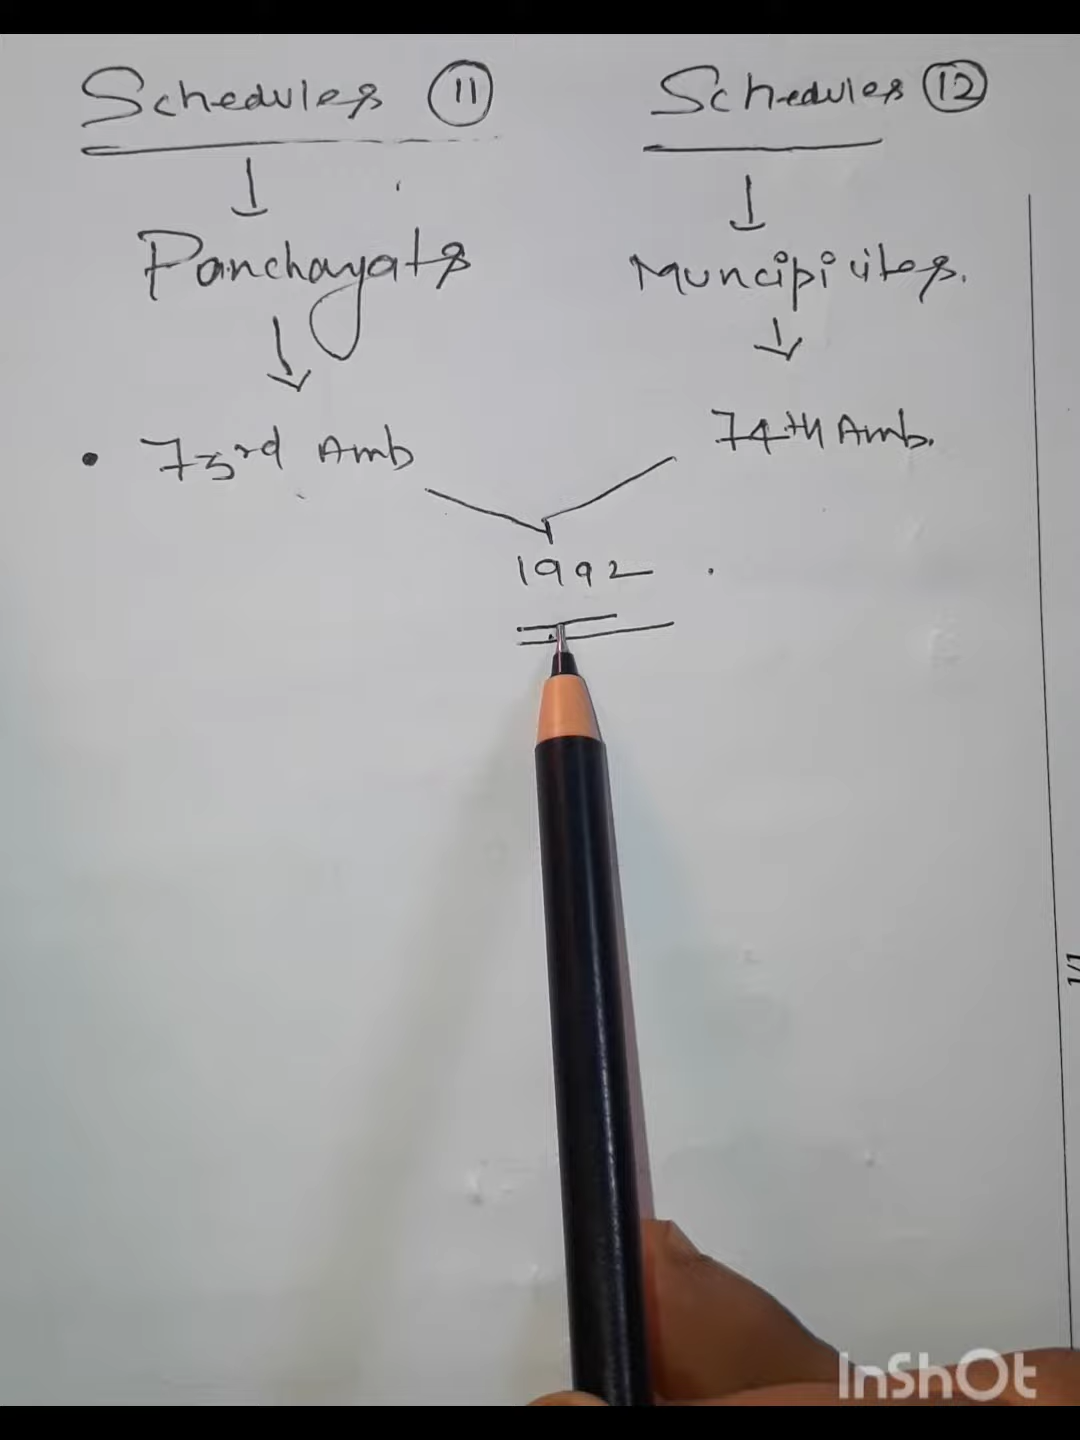 Schedules 11
Schedules 12
Panchayats
Muncipilites.
• 73rd Amb
74th Amb.
1992
InShOt